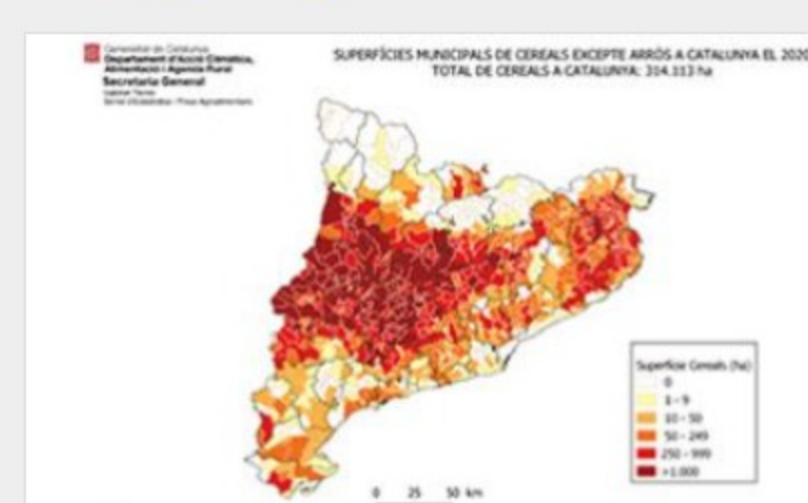 Generalitat de Catalunya
Departament d'Acció Climàtica,
Alimentació i Agenda Rural
Secretaria General
Gabinet Tècnic
SUPERFÍCIES MUNICIPALS DE CEREALS EXCEPTE ARRÒS A CATALUNYA EL 2020
TOTAL DE CEREALS A CATALUNYA: 314.113 ha
Superfície Cereals (ha)
0
1 - 9
10 - 50
50 - 249
250 - 999
>1.000
0 25 50 km